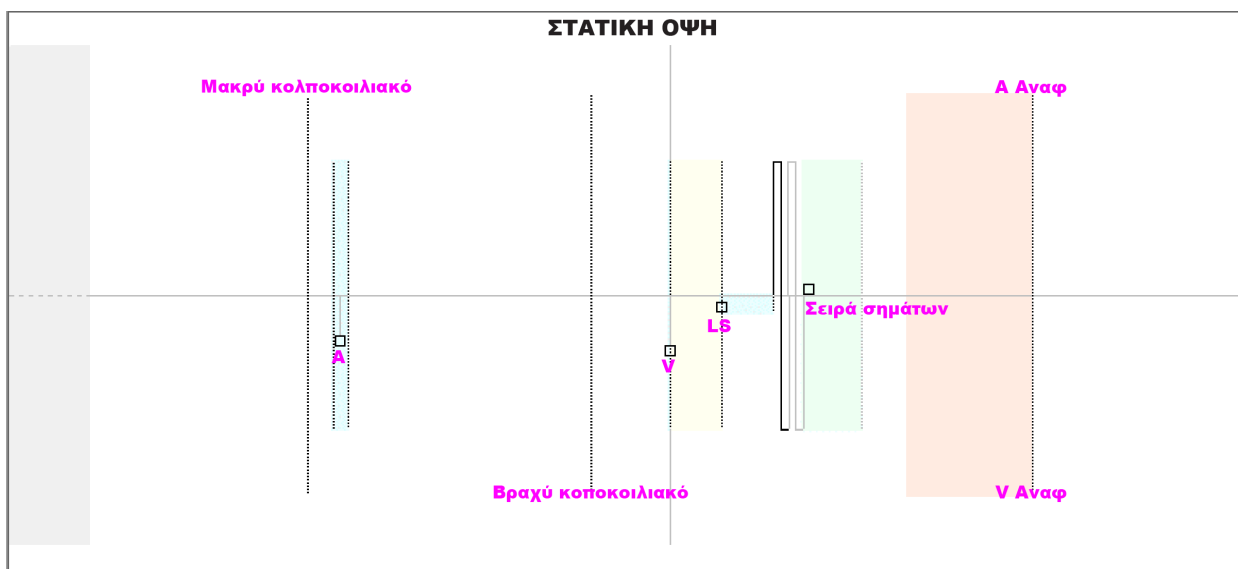 ΣΤΑΤΙΚΗ ΟΨΗ
Μακρύ κολποκοιλιακό
Α Αναφ
Σειρά σημάτων
LS
A
V
Βραχύ κοποκοιλιακό
V Αναφ